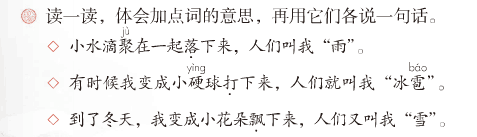 读一读，体会加点词的意思，再用它们各说一句话。
jù
小水滴聚在一起落下来，人们叫我“雨”。
yìng báo
有时候我变成小硬球打下来，人们就叫我“冰雹”。
到了冬天，我变成小花朵飘下来，人们又叫我“雪”。